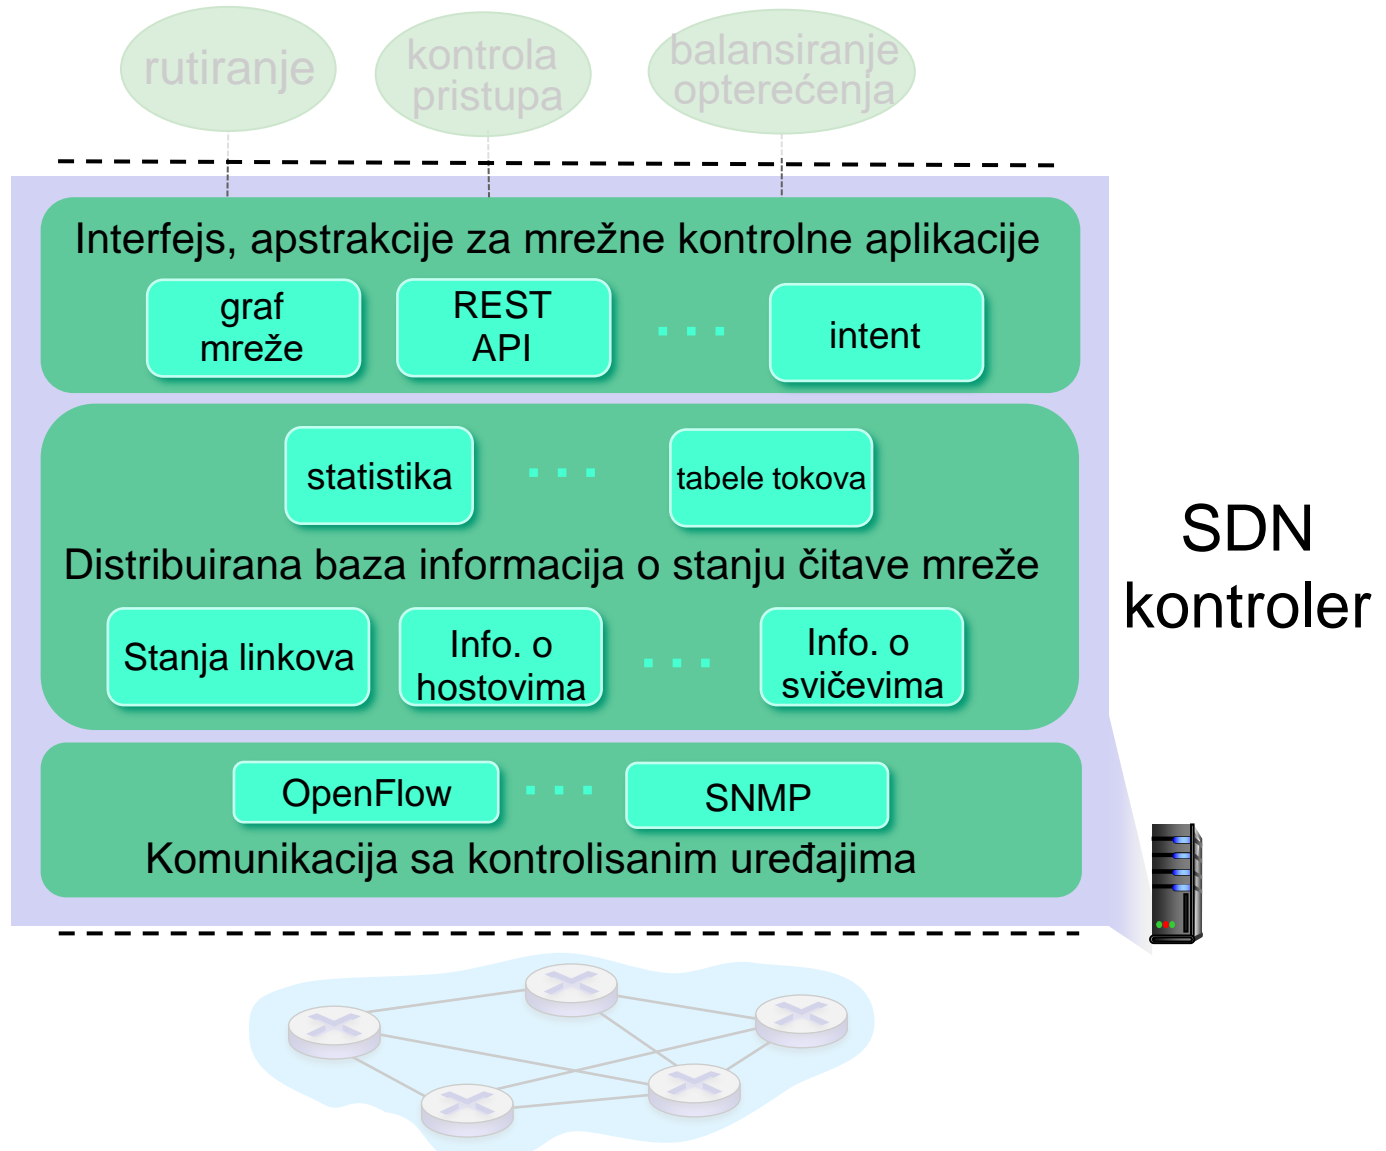 rutiranje
kontrola
pristupa
balansiranje
opterećenja
Interfejs, apstrakcije za mrežne kontrolne aplikacije
graf
mreže
REST
API
intent
statistika
tabele tokova
Distribuirana baza informacija o stanju čitave mreže
Stanja linkova
Info. o
hostovima
Info. o
svičevima
OpenFlow
SNMP
Komunikacija sa kontrolisanim uređajima
SDN
kontroler